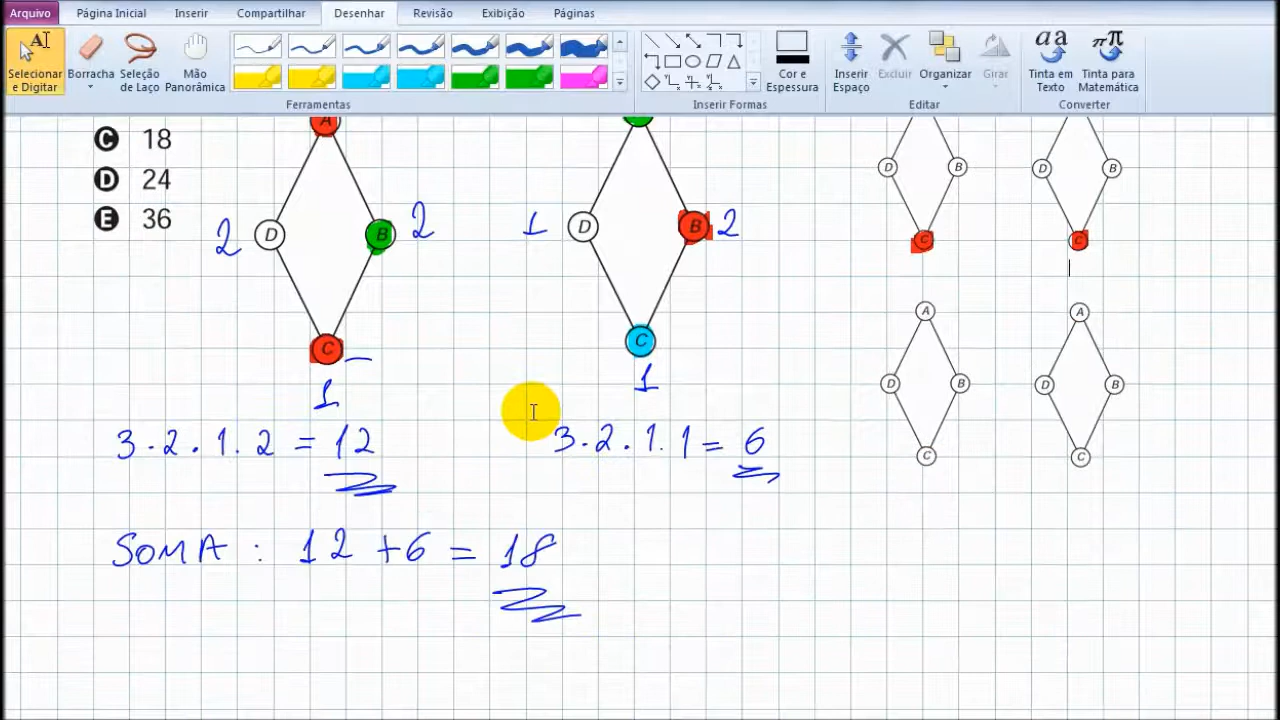 Arquivo Página Inicial Inserir Compartilhar Desenhar Revisão Exibição Páginas
Selecionar e Digitar
Borracha
Seleção de Laço
Mão Panorâmica
Cor e Espessura
Inserir Espaço
Excluir
Organizar
Girar
Tinta em Texto
Tinta para Matemática
Ferramentas Inserir Formas Editar Converter
C 18
D 24
E 36
A
D
B
C
2
2
1
D
B
C
1
2
1
D
B
C
D
B
C
A
D
B
C
A
D
B
C
3·2·1·2 = 12
3·2·1·1 = 6
SOMA : 12 + 6 = 18